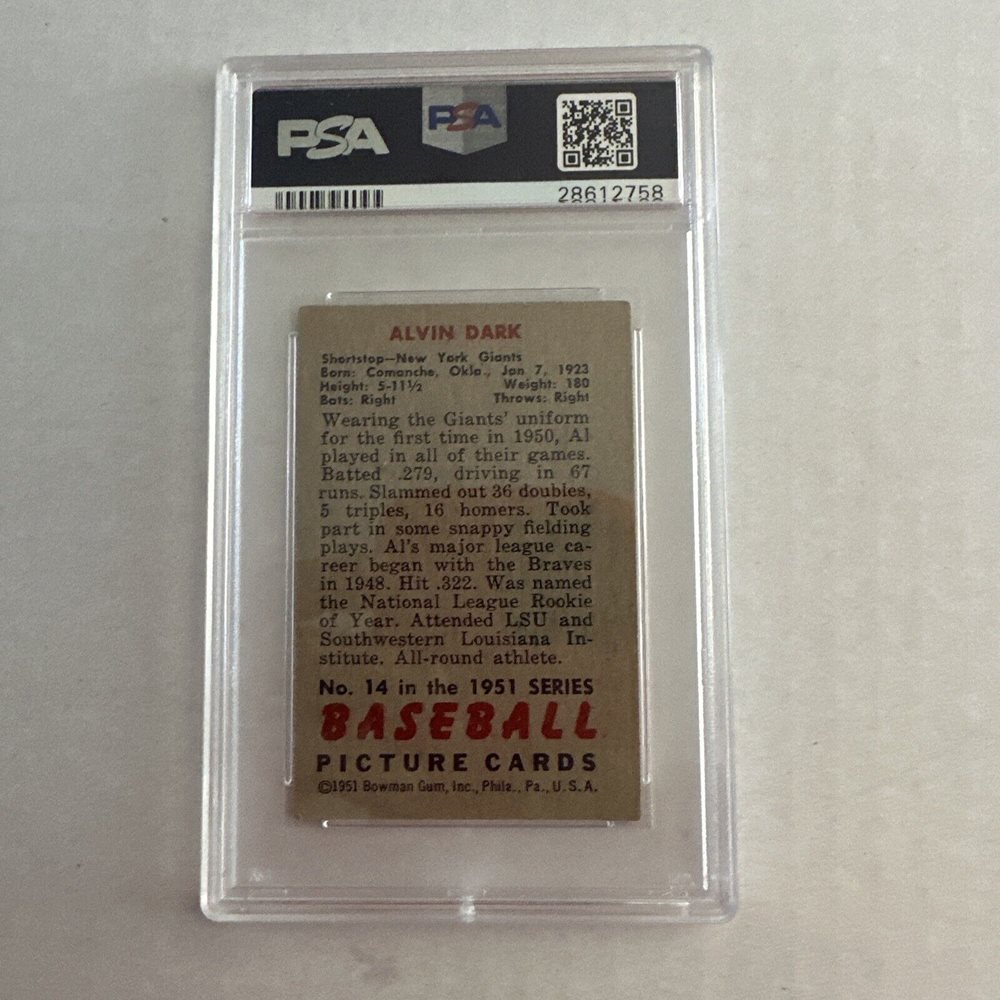 PSA
PSA
28612758
ALVIN DARK
Shortstop—New York Giants
Born: Comanche, Okla., Jan 7, 1923
Height: 5-11½ Weight: 180
Bats: Right Throws: Right
Wearing the Giants' uniform
for the first time in 1950, Al
played in all of their games.
Batted .279, driving in 67
runs. Slammed out 36 doubles,
5 triples, 16 homers. Took
part in some snappy fielding
plays. Al's major league ca-
reer began with the Braves
in 1948. Hit .322. Was named
the National League Rookie
of Year. Attended LSU and
Southwestern Louisiana In-
stitute. All-round athlete.
No. 14 in the 1951 SERIES
BASEBALL
PICTURE CARDS
©1951 Bowman Gum, Inc., Phila., Pa., U.S.A.